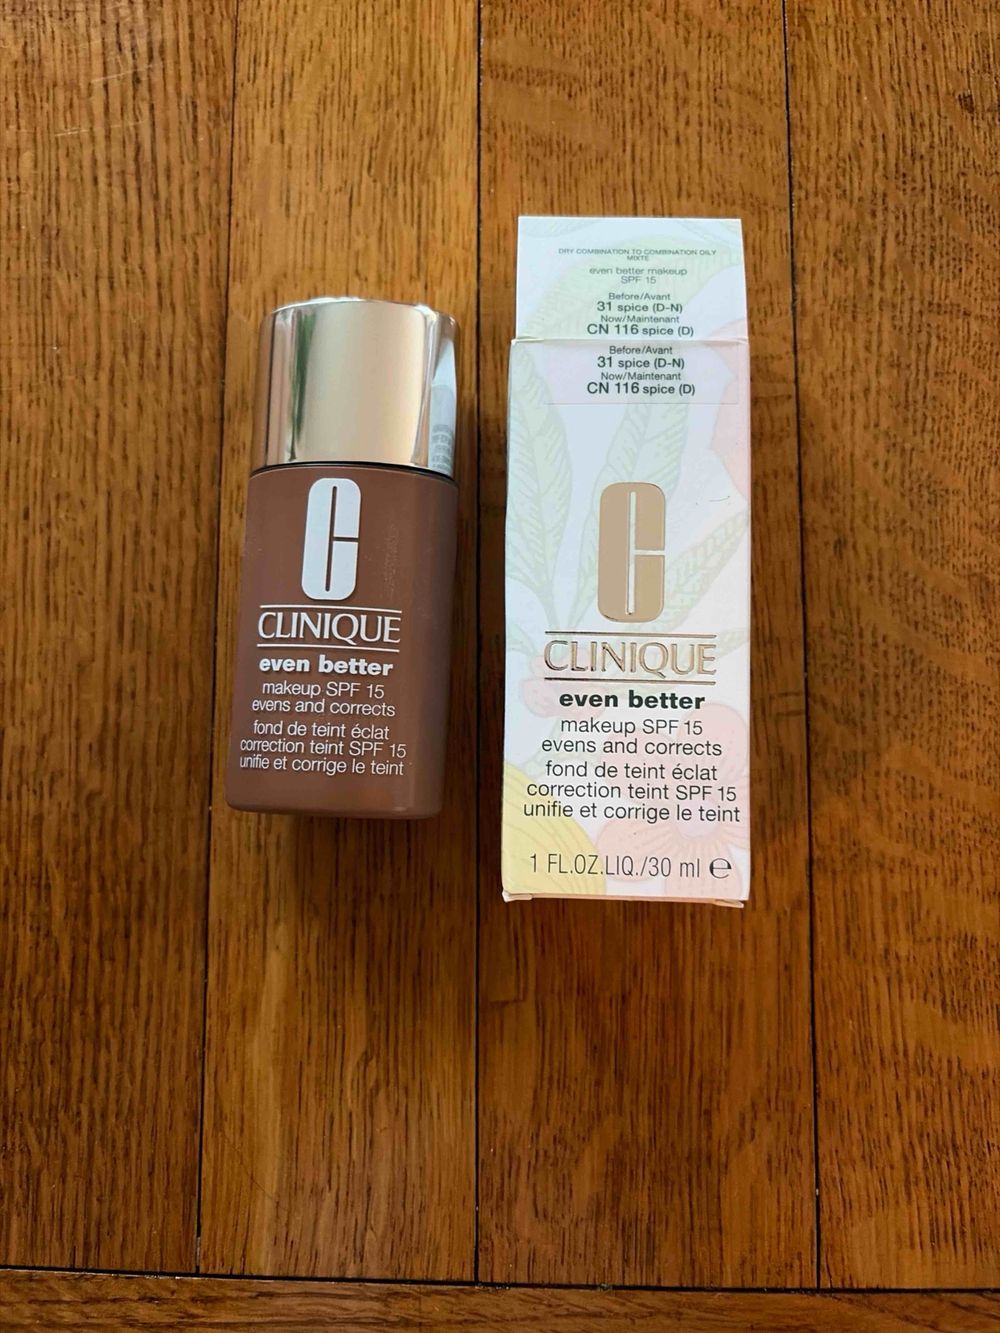 CLINIQUE
even better
makeup SPF 15
evens and corrects
fond de teint éclat
correction teint SPF 15
unifie et corrige le teint
DRY COMBINATION TO COMBINATION OILY
MIXTE
even better makeup
SPF 15
Before/Avant
31 spice (D-N)
Now/Maintenant
CN 116 spice (D)
Before/Avant
31 spice (D-N)
Now/Maintenant
CN 116 spice (D)
CLINIQUE
even better
makeup SPF 15
evens and corrects
fond de teint éclat
correction teint SPF 15
unifie et corrige le teint
1 FL.OZ.LIQ./30 ml ℮